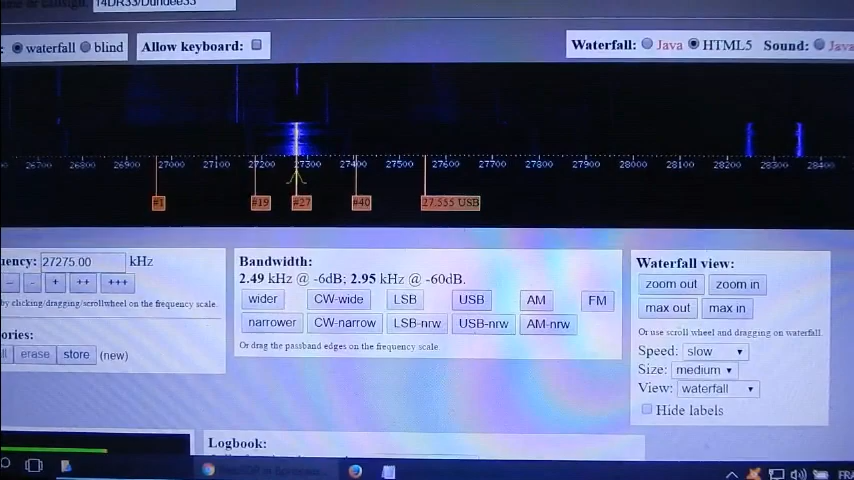 14DR33/Dundee33
: waterfall blind Allow keyboard: Waterfall: Java HTML5 Sound: Java
26700 26800 26900 27000 27100 27200 27300 27400 27500 27600 27700 27800 27900 28000 28100 28200 28300 28400
#1 #19 #27 #40 27.555 USB
uency: 27275.00 kHz
-- - + ++ +++
by clicking/dragging/scrollwheel on the frequency scale.
ories:
ll erase store (new)
Bandwidth:
2.49 kHz @ -6dB; 2.95 kHz @ -60dB.
wider CW-wide LSB USB AM FM
narrower CW-narrow LSB-nrw USB-nrw AM-nrw
Or drag the passband edges on the frequency scale
Waterfall view:
zoom out zoom in
max out max in
Or use scroll wheel and dragging on waterfall.
Speed: slow
Size: medium
View: waterfall
Hide labels
Logbook:
FRA